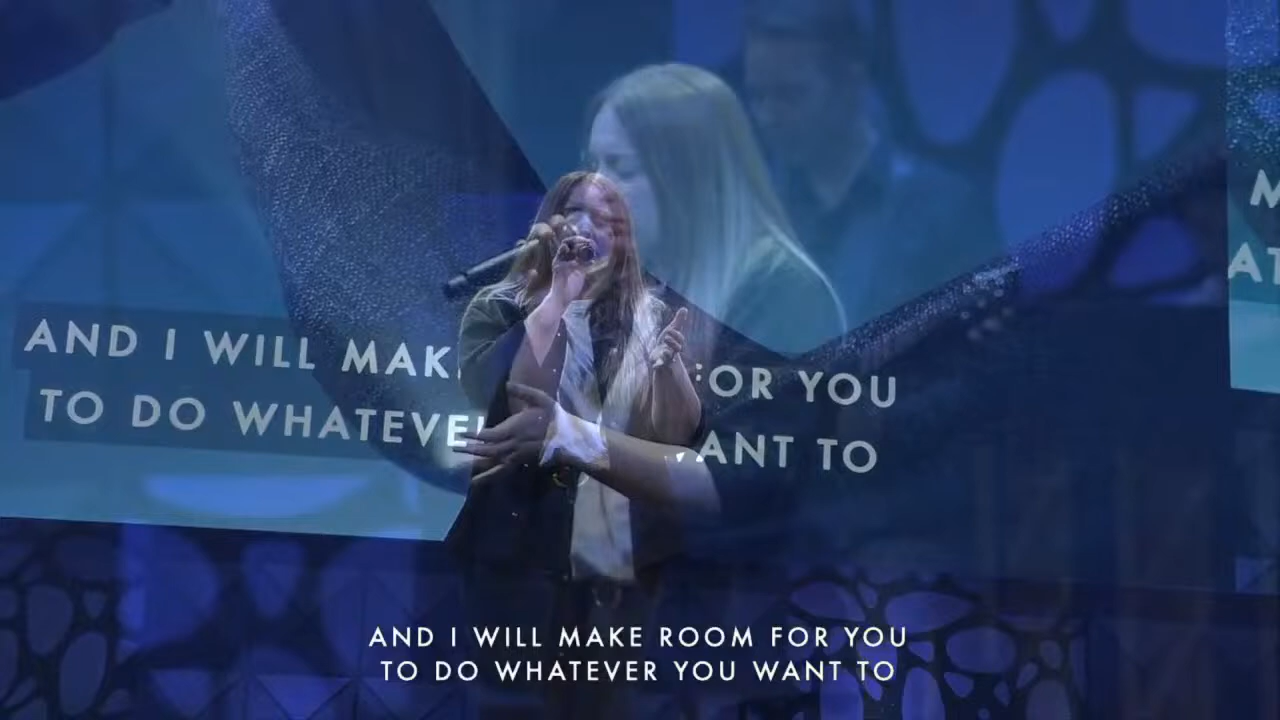 AND I WILL MAK
FOR YOU
TO DO WHATEVE
ANT TO
M
AT
AND I WILL MAKE ROOM FOR YOU
TO DO WHATEVER YOU WANT TO